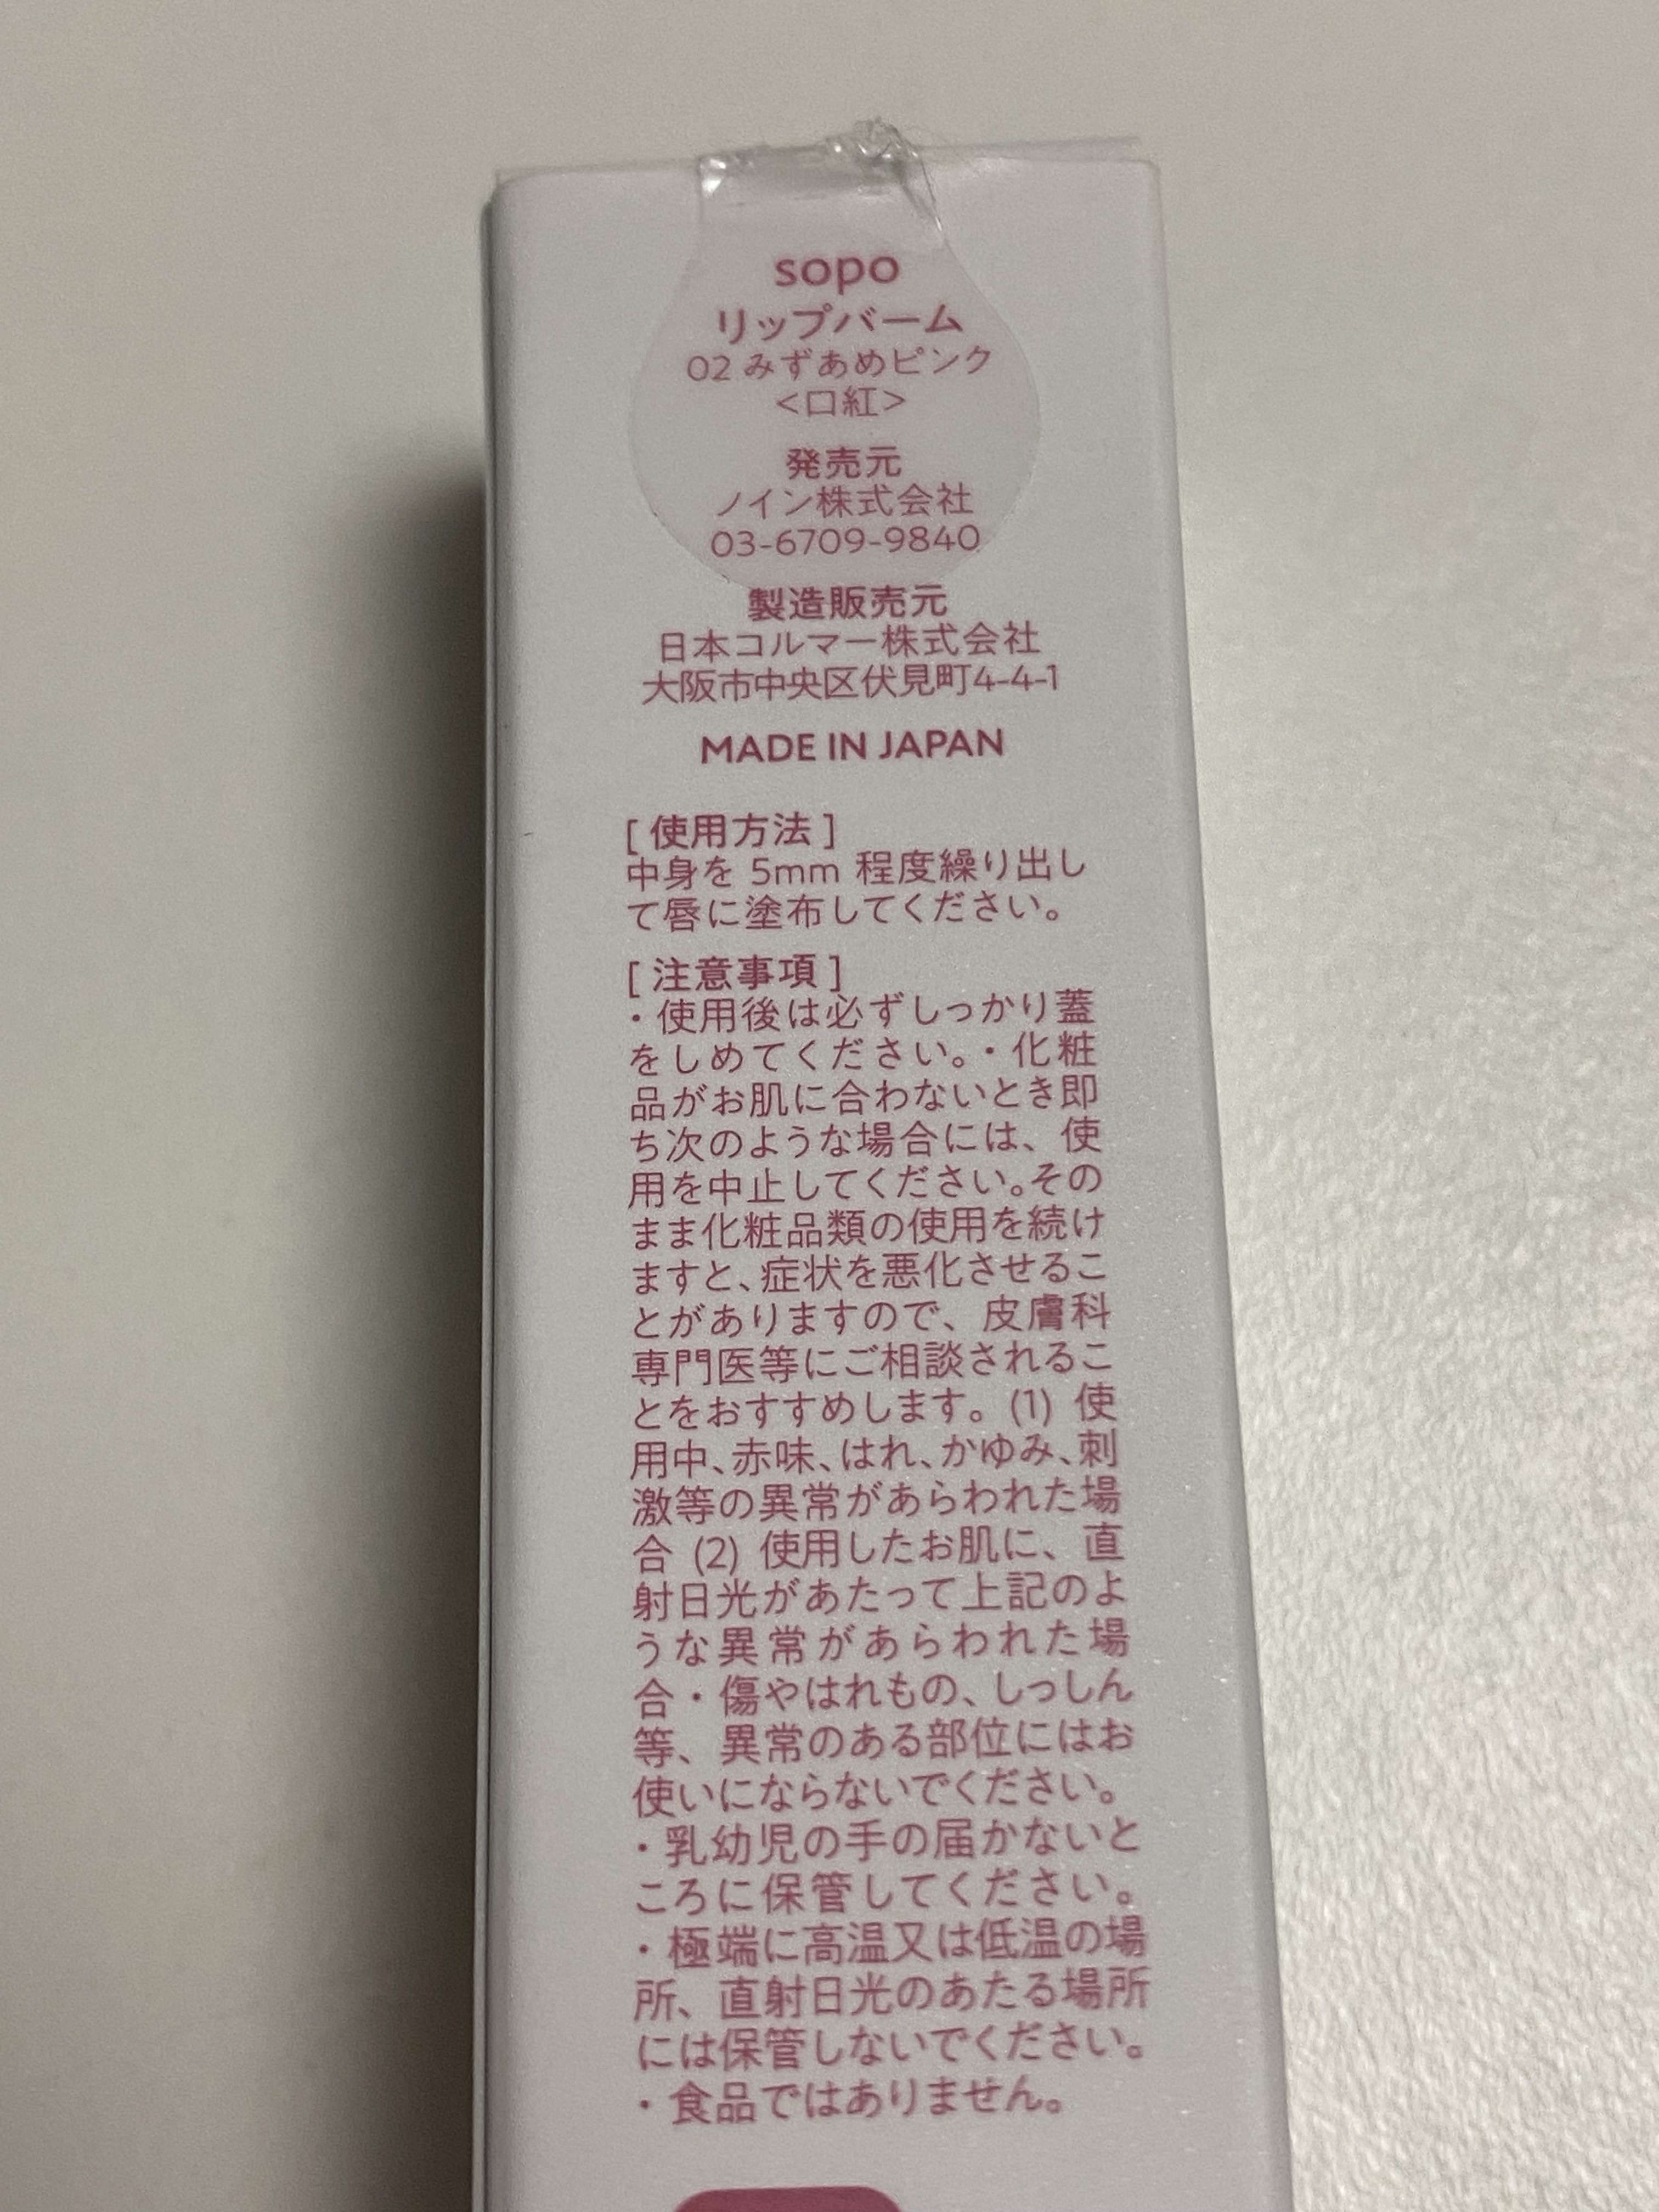 sopo
リップバーム
02 みずあめピンク
<口紅>
発売元
ノイン株式会社
03-6709-9840
製造販売元
日本コルマー株式会社
大阪市中央区伏見町4-4-1
MADE IN JAPAN
[ 使用方法 ]
中身を 5mm 程度繰り出し
て唇に塗布してください。
[ 注意事項 ]
・使用後は必ずしっかり蓋
をしめてください。・化粧
品がお肌に合わないとき即
ち次のような場合には、使
用を中止してください。その
まま化粧品類の使用を続け
ますと、症状を悪化させるこ
とがありますので、皮膚科
専門医等にご相談されるこ
とをおすすめします。(1) 使
用中、赤味、はれ、かゆみ、刺
激等の異常があらわれた場
合 (2) 使用したお肌に、直
射日光があたって上記のよ
うな異常があらわれた場
合・傷やはれもの、しっしん
等、異常のある部位にはお
使いにならないでください。
・乳幼児の手の届かないと
ころに保管してください。
・極端に高温又は低温の場
所、直射日光のあたる場所
には保管しないでください。
・食品ではありません。